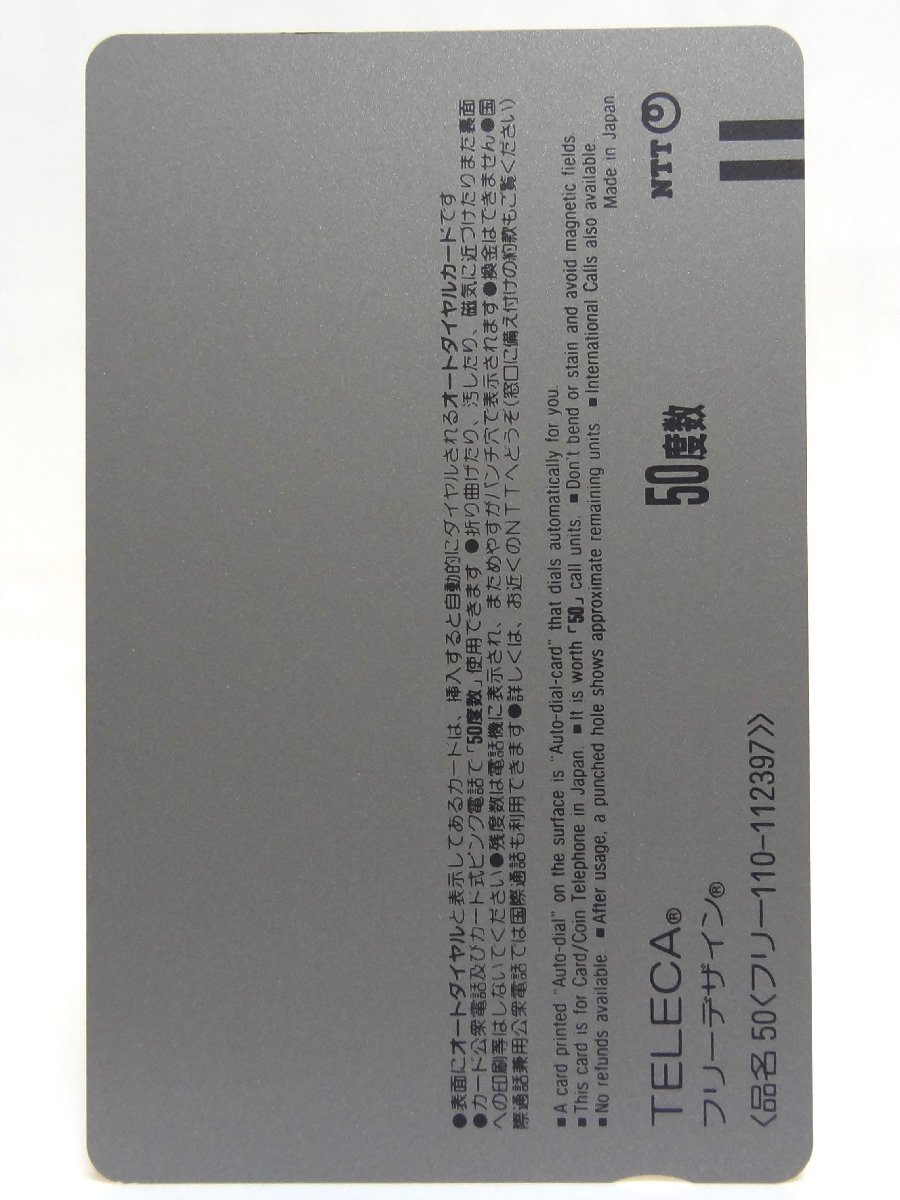 ●表面にオートダイヤルと表示してあるカードは、挿入すると自動的にダイヤルされるオートダイヤルカードです
●カード公衆電話及びカード式ピンク電話で「50度数」使用できます ●折り曲げたり、汚したり、磁気に近づけたりまた裏面
への印刷等はしないでください●残度数は電話機に表示され、まためやすがパンチ穴で表示されます●換金はできません●国
際通話兼用公衆電話では国際通話も利用できます●詳しくは、お近くのNTTへどうぞ(窓口に備え付けの約款もご覧ください)
■A card printed "Auto-dial" on the surface is "Auto-dial-card" that dials automatically for you.
■This card is for Card/Coin Telephone in Japan. ■It is worth「50」call units. ■Don't bend or stain and avoid magnetic fields.
■No refunds available. ■After usage, a punched hole shows approximate remaining units. ■International Calls also available.
Made in Japan
TELECA®
フリーデザイン®
〈品名 50〈フリー110-112397〉〉
50度数
NTT